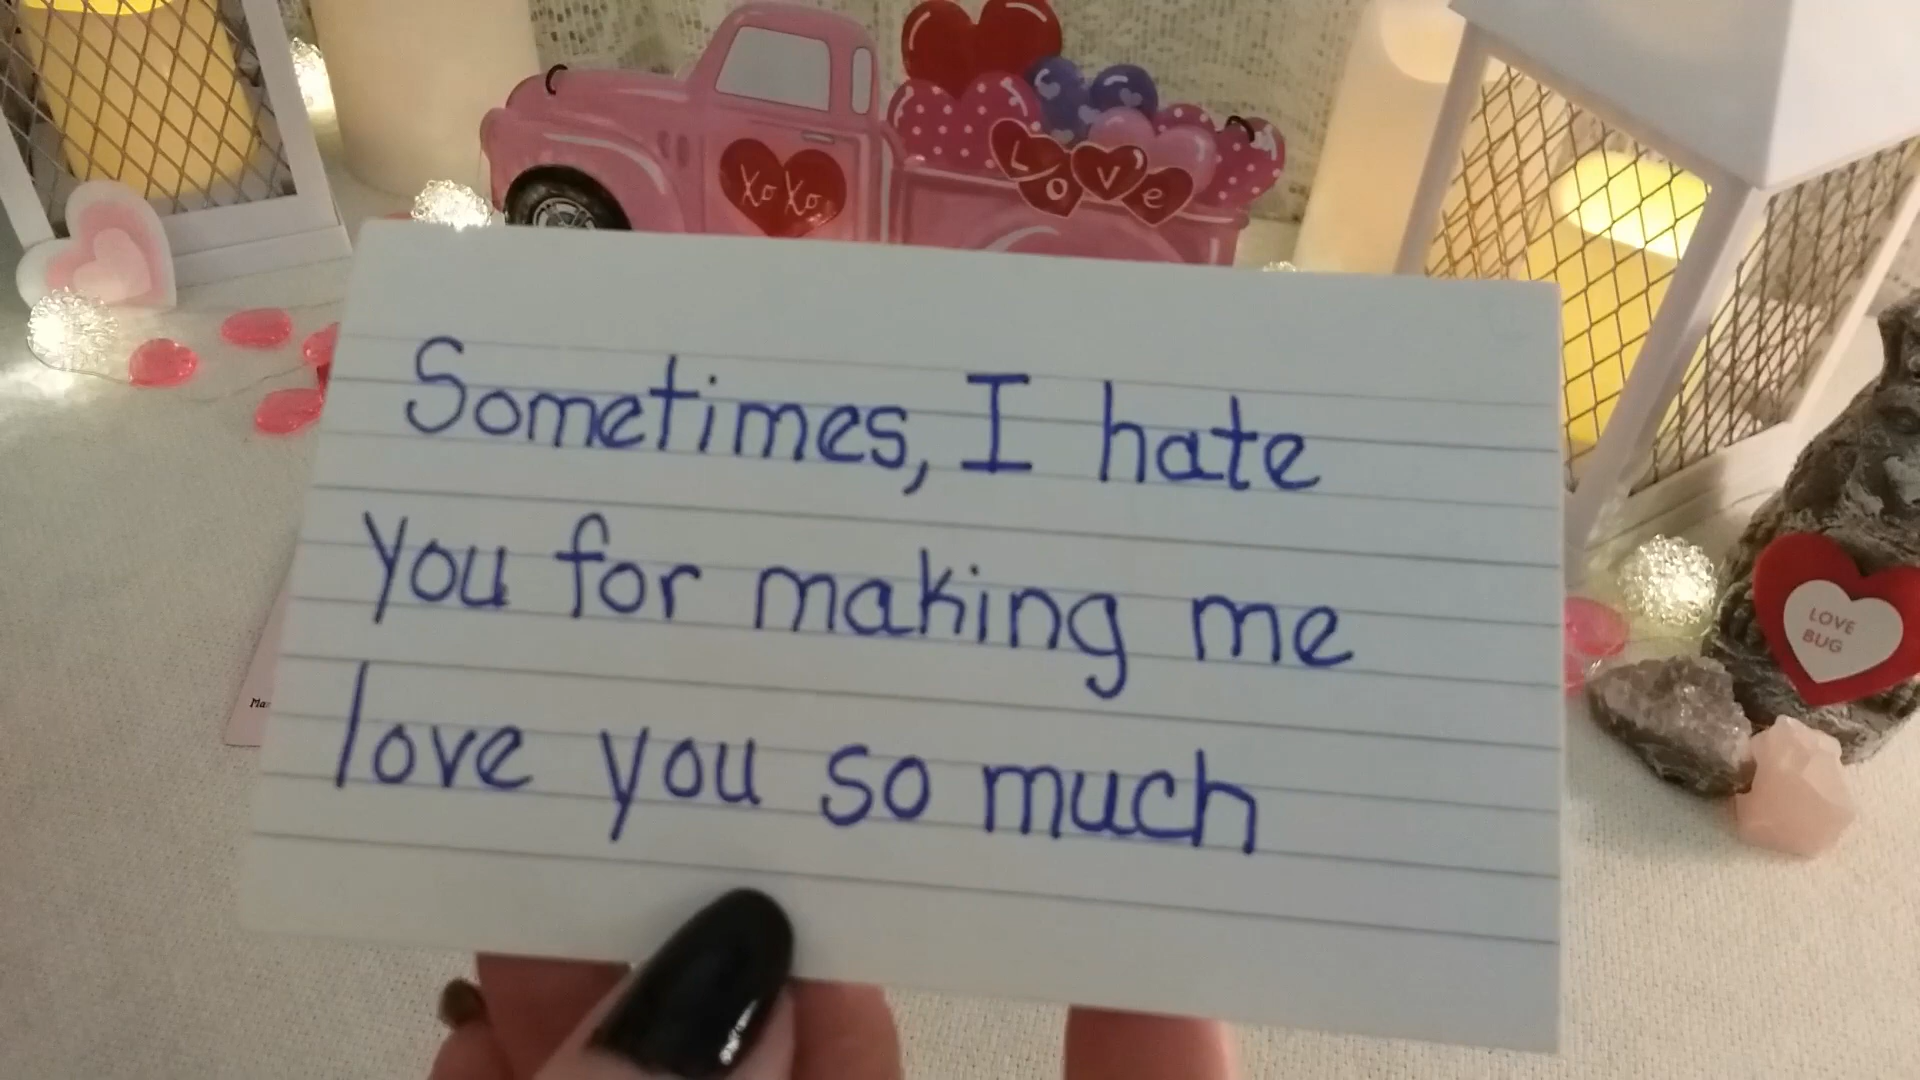 XoXo
Love
Sometimes, I hate
you for making me
love you so much
LOVE
BUG